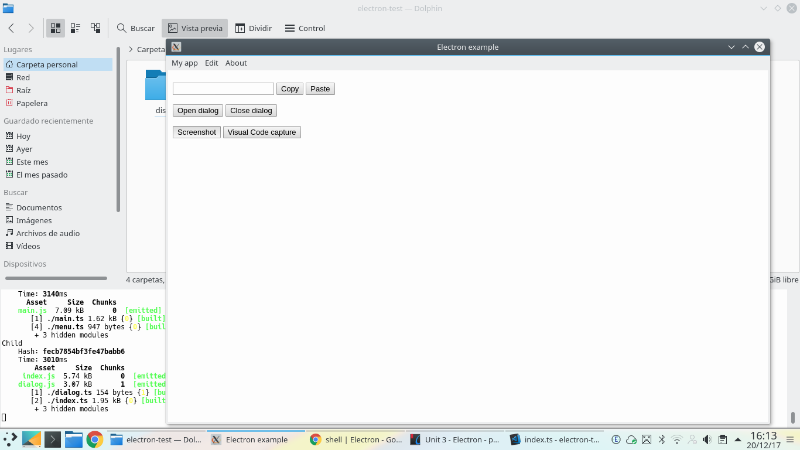 electron-test — Dolphin
Buscar
Vista previa
Dividir
Control
Lugares
Carpeta personal
Red
Raíz
Papelera
Guardado recientemente
Hoy
Ayer
Este mes
El mes pasado
Buscar
Documentos
Imágenes
Archivos de audio
Vídeos
Dispositivos
> Carpeta
dis
4 carpetas,
GiB libre
Electron example
My app Edit About
Copy Paste
Open dialog Close dialog
Screenshot Visual Code capture
Time: 3140ms
Asset Size Chunks
main.js 7.09 kB 0 [emitted]
[1] ./main.ts 1.62 kB {0} [built]
[4] ./menu.ts 947 bytes {0} [buil
+ 3 hidden modules
Child
Hash: fecb7854bf3fe47babb6
Time: 3010ms
Asset Size Chunks
index.js 5.74 kB 0 [emitte
dialog.js 3.07 kB 1 [emitte
[1] ./dialog.ts 154 bytes {1} [bu
[2] ./index.ts 1.95 kB {0} [built
+ 3 hidden modules
electron-test — Dol...
Electron example
shell | Electron - Go...
Unit 3 - Electron - p...
index.ts - electron-t...
16:13
20/12/17